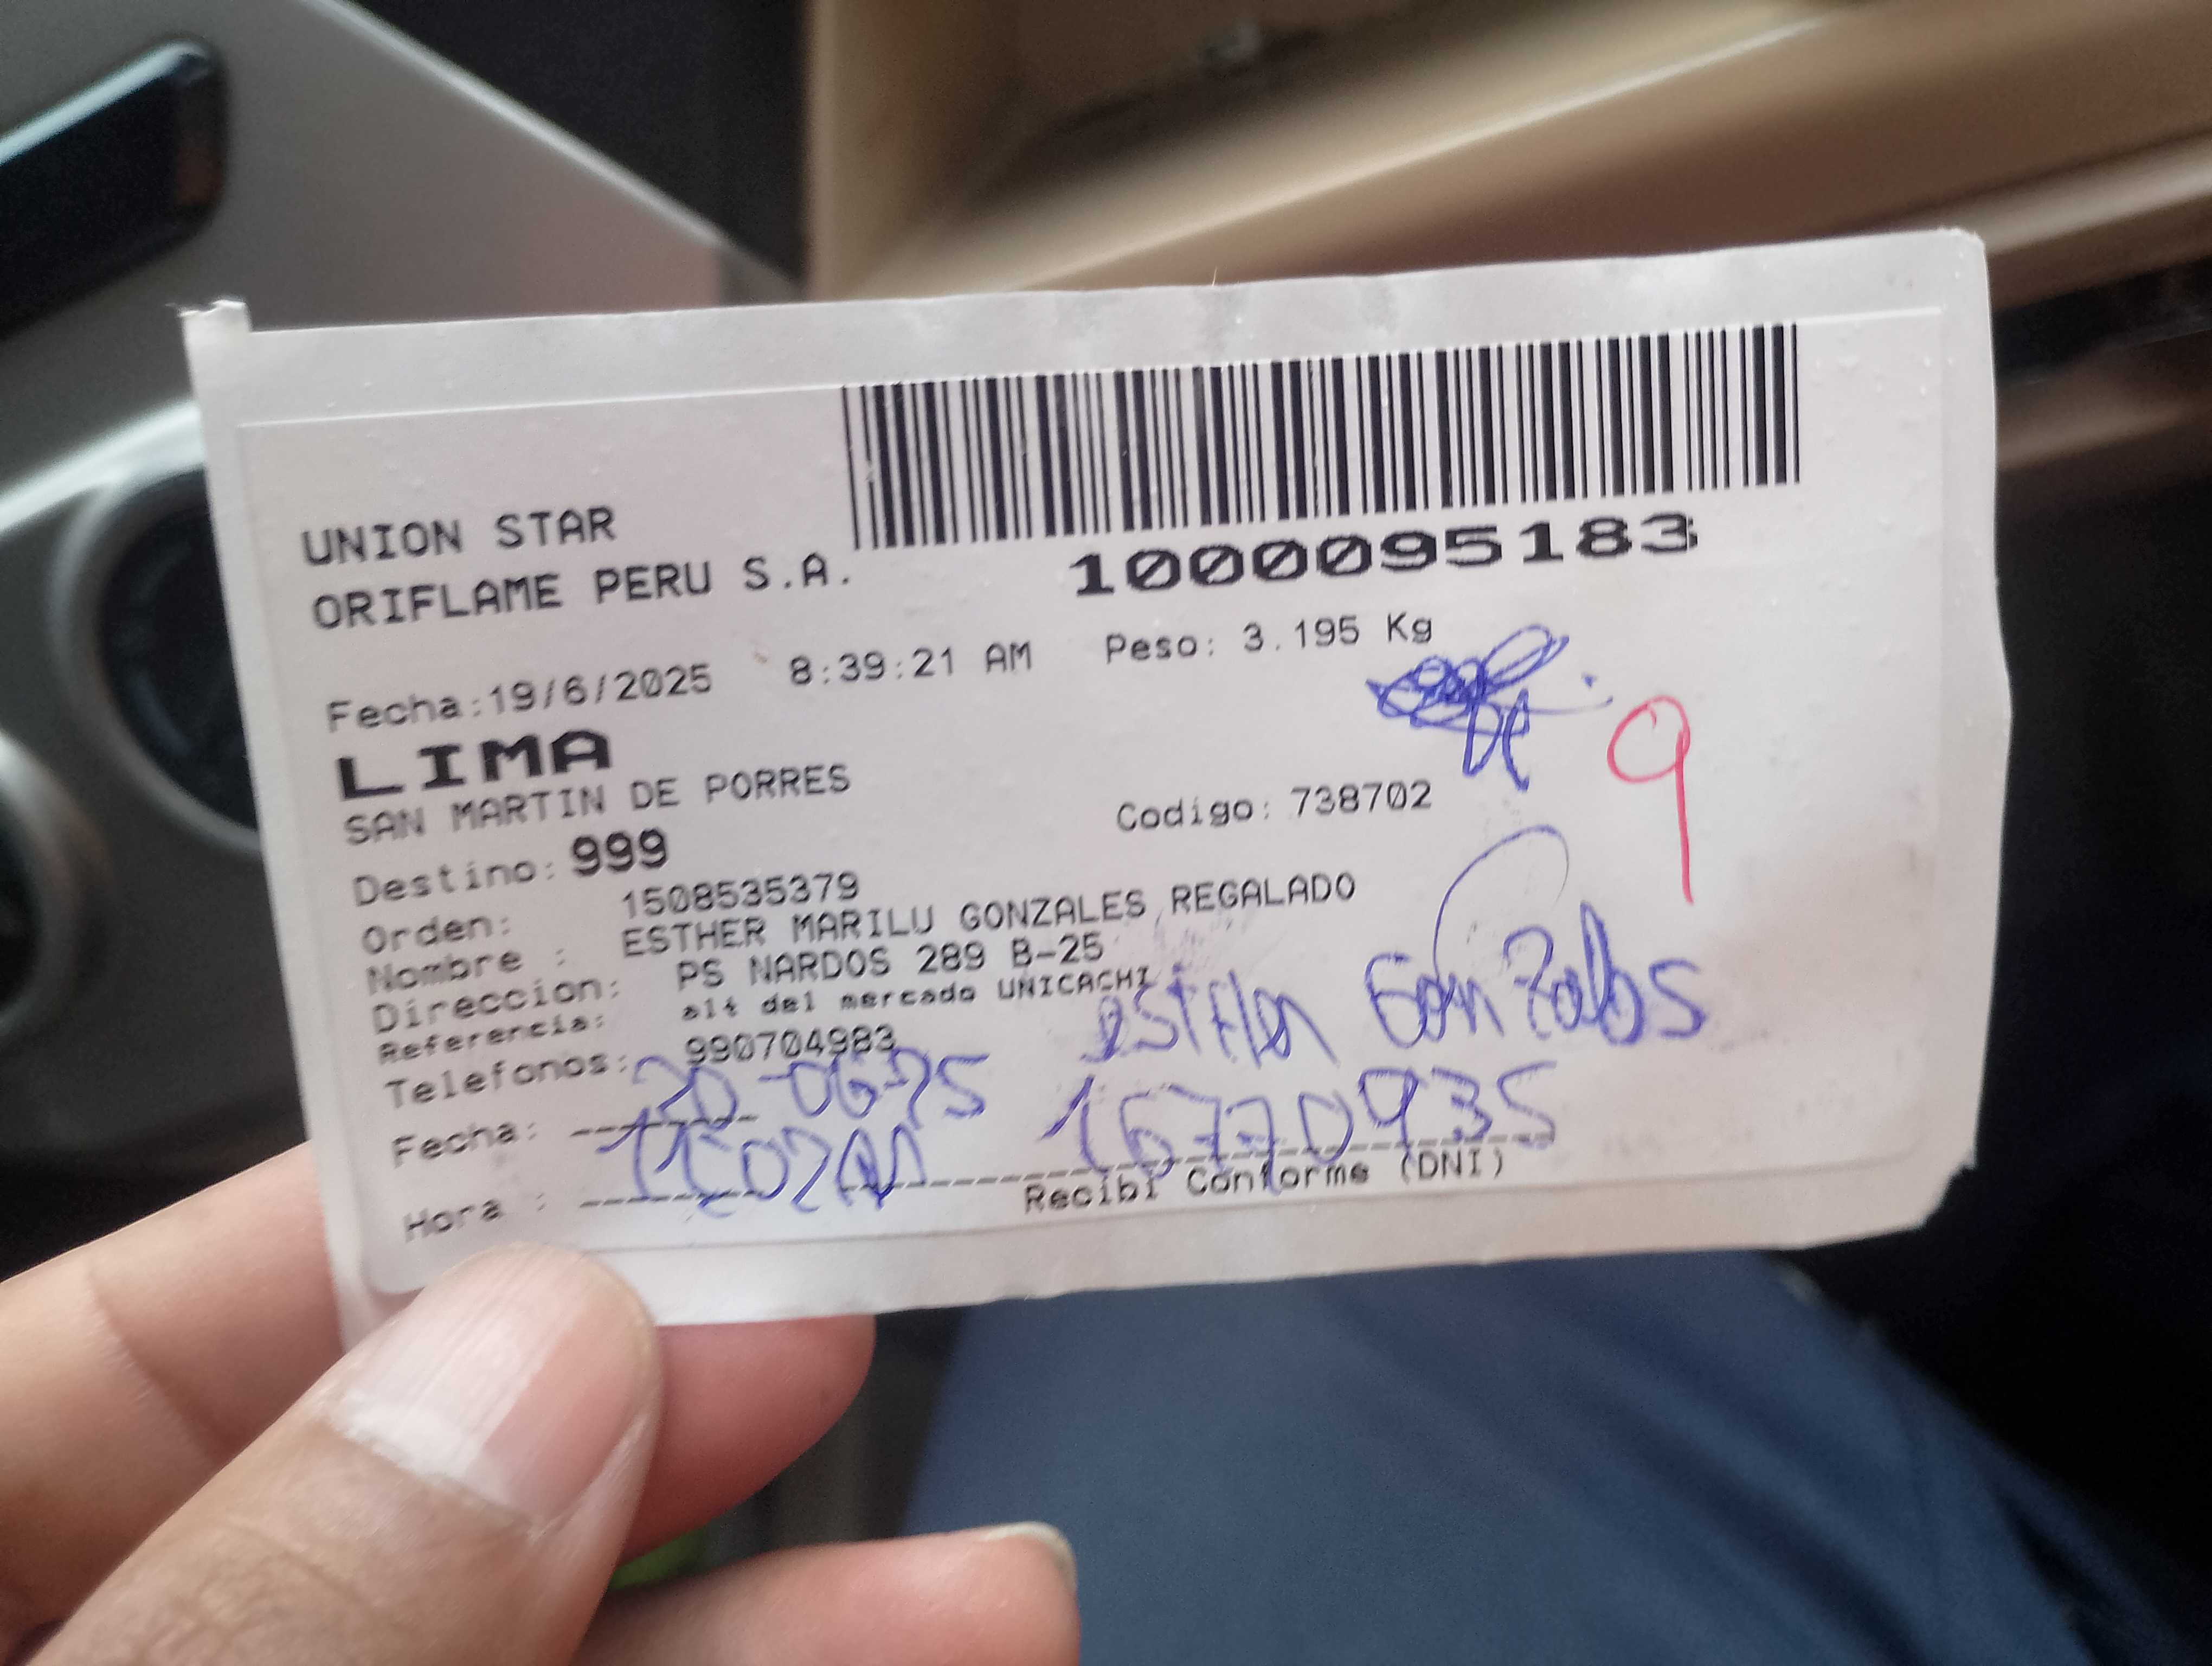 UNION STAR
ORIFLAME PERU S.A.
1000095183
Fecha:19/6/2025 8:39:21 AM Peso: 3.195 Kg
LIMA
SAN MARTIN DE PORRES
9
Destino: 999 Codigo: 738702
Orden: 1508535379
Nombre : ESTHER MARILU GONZALES REGALADO
Direccion: PS NARDOS 289 B-25
Referencia: alt del mercado UNICACHI
Telefonos: 990704983
Gonzales
Fecha: 20-06-25 16770935
Hora :
Recibi Conforme (DNI)